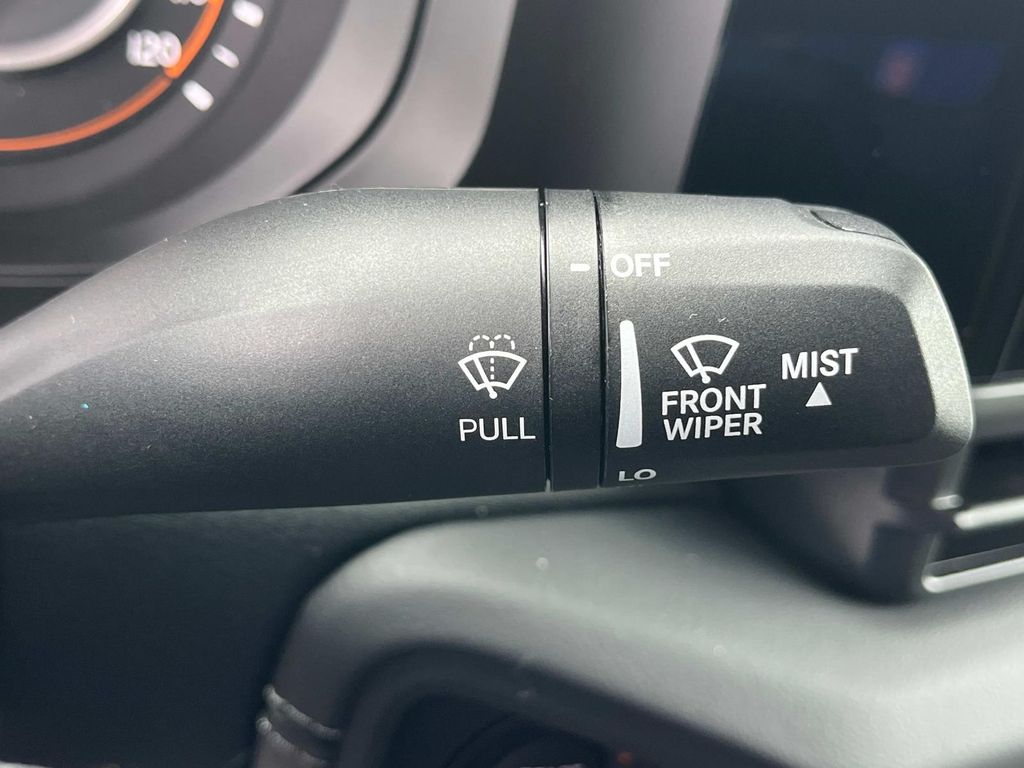 120
OFF
PULL
FRONT
WIPER
MIST
LO